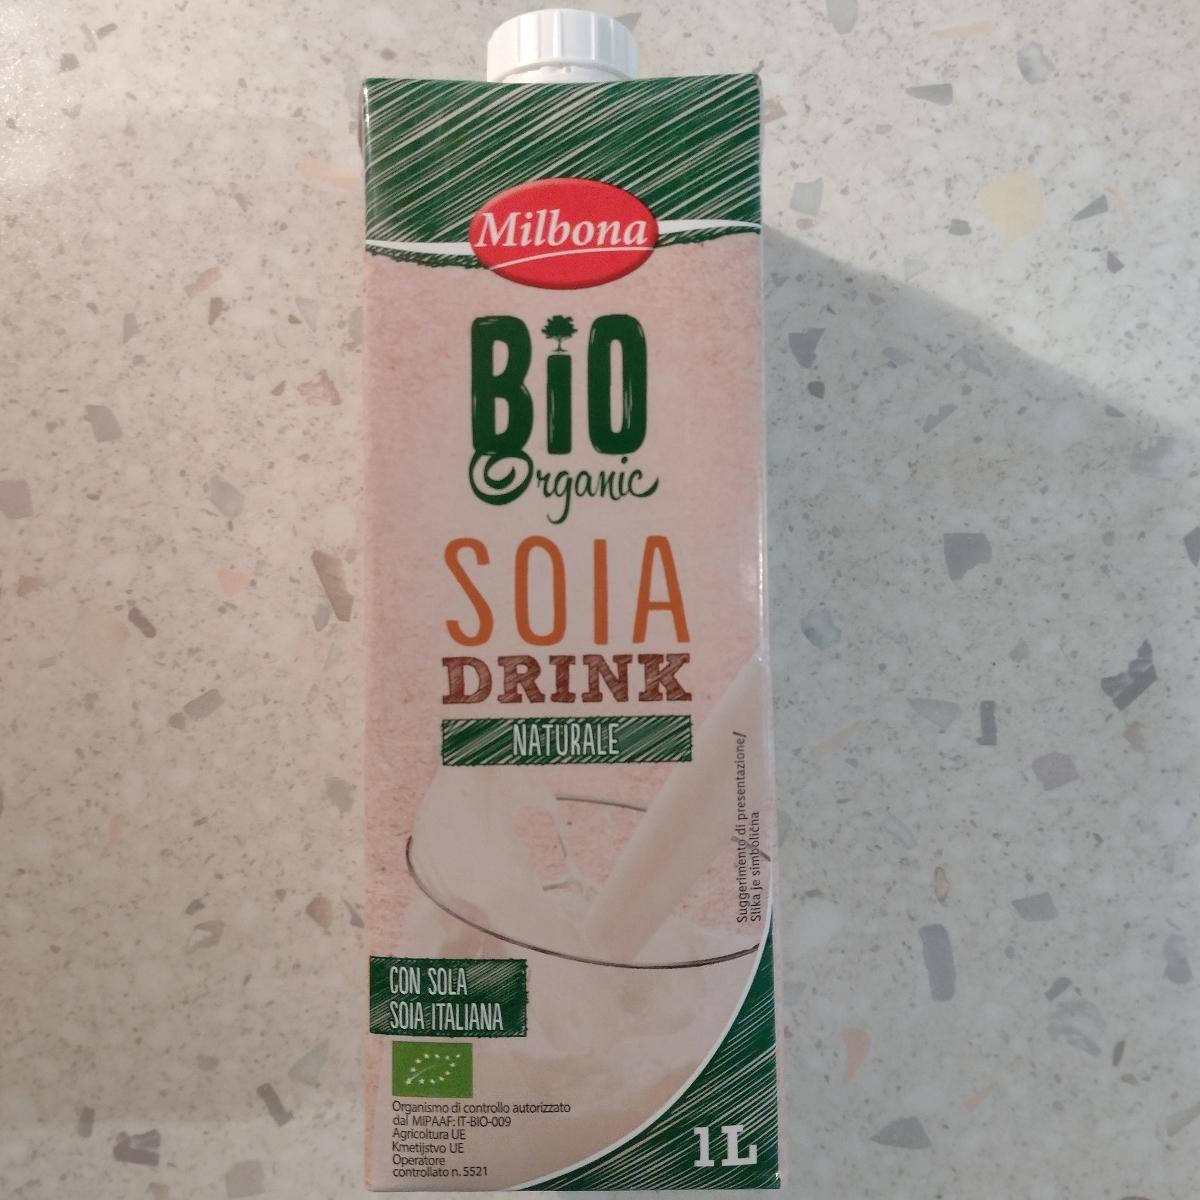 Milbona
BiO
Organic
SOIA
DRINK
NATURALE
Suggerimento di presentazione/
Slika je simbolična
CON SOLA
SOIA ITALIANA
Organismo di controllo autorizzato
dal MIPAAF: IT-BIO-009
Agricoltura UE
Kmetijstvo UE
Operatore
controllato n. 5521
1L